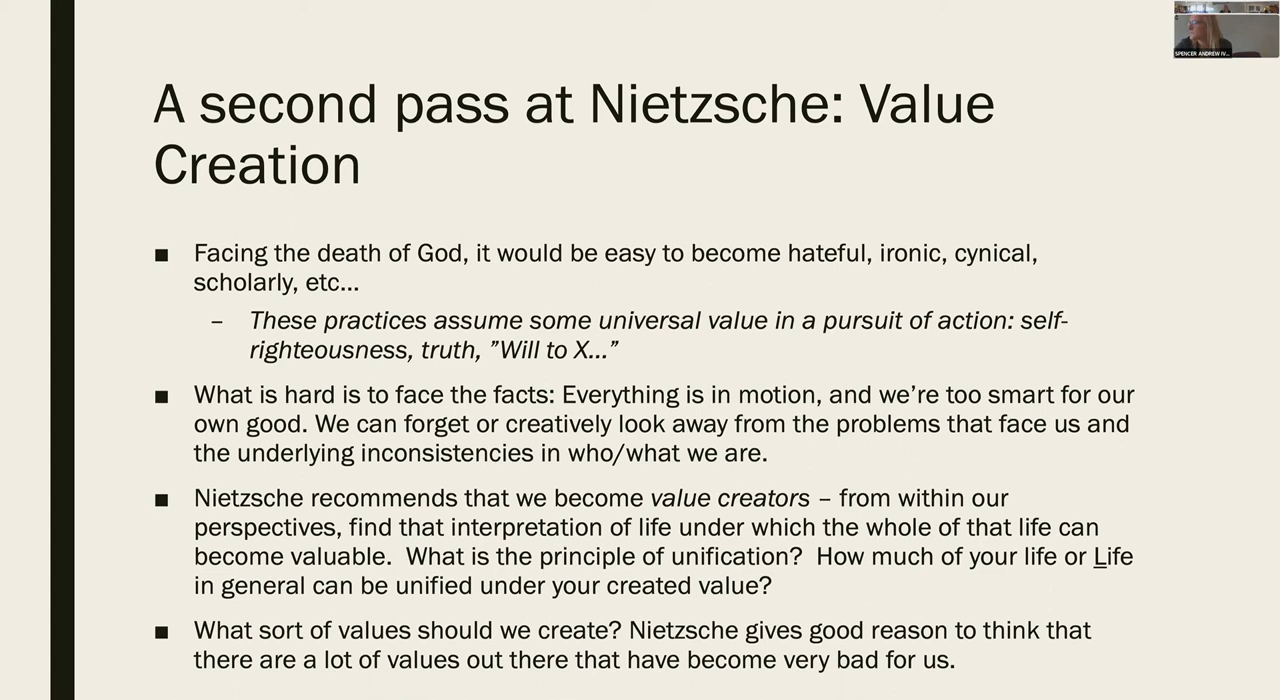 SPENCER ANDREW IV...
A second pass at Nietzsche: Value
Creation
■ Facing the death of God, it would be easy to become hateful, ironic, cynical,
scholarly, etc...
– These practices assume some universal value in a pursuit of action: self-
righteousness, truth, ”Will to X...”
■ What is hard is to face the facts: Everything is in motion, and we’re too smart for our
own good. We can forget or creatively look away from the problems that face us and
the underlying inconsistencies in who/what we are.
■ Nietzsche recommends that we become value creators – from within our
perspectives, find that interpretation of life under which the whole of that life can
become valuable.  What is the principle of unification?  How much of your life or Life
in general can be unified under your created value?
■ What sort of values should we create? Nietzsche gives good reason to think that
there are a lot of values out there that have become very bad for us.